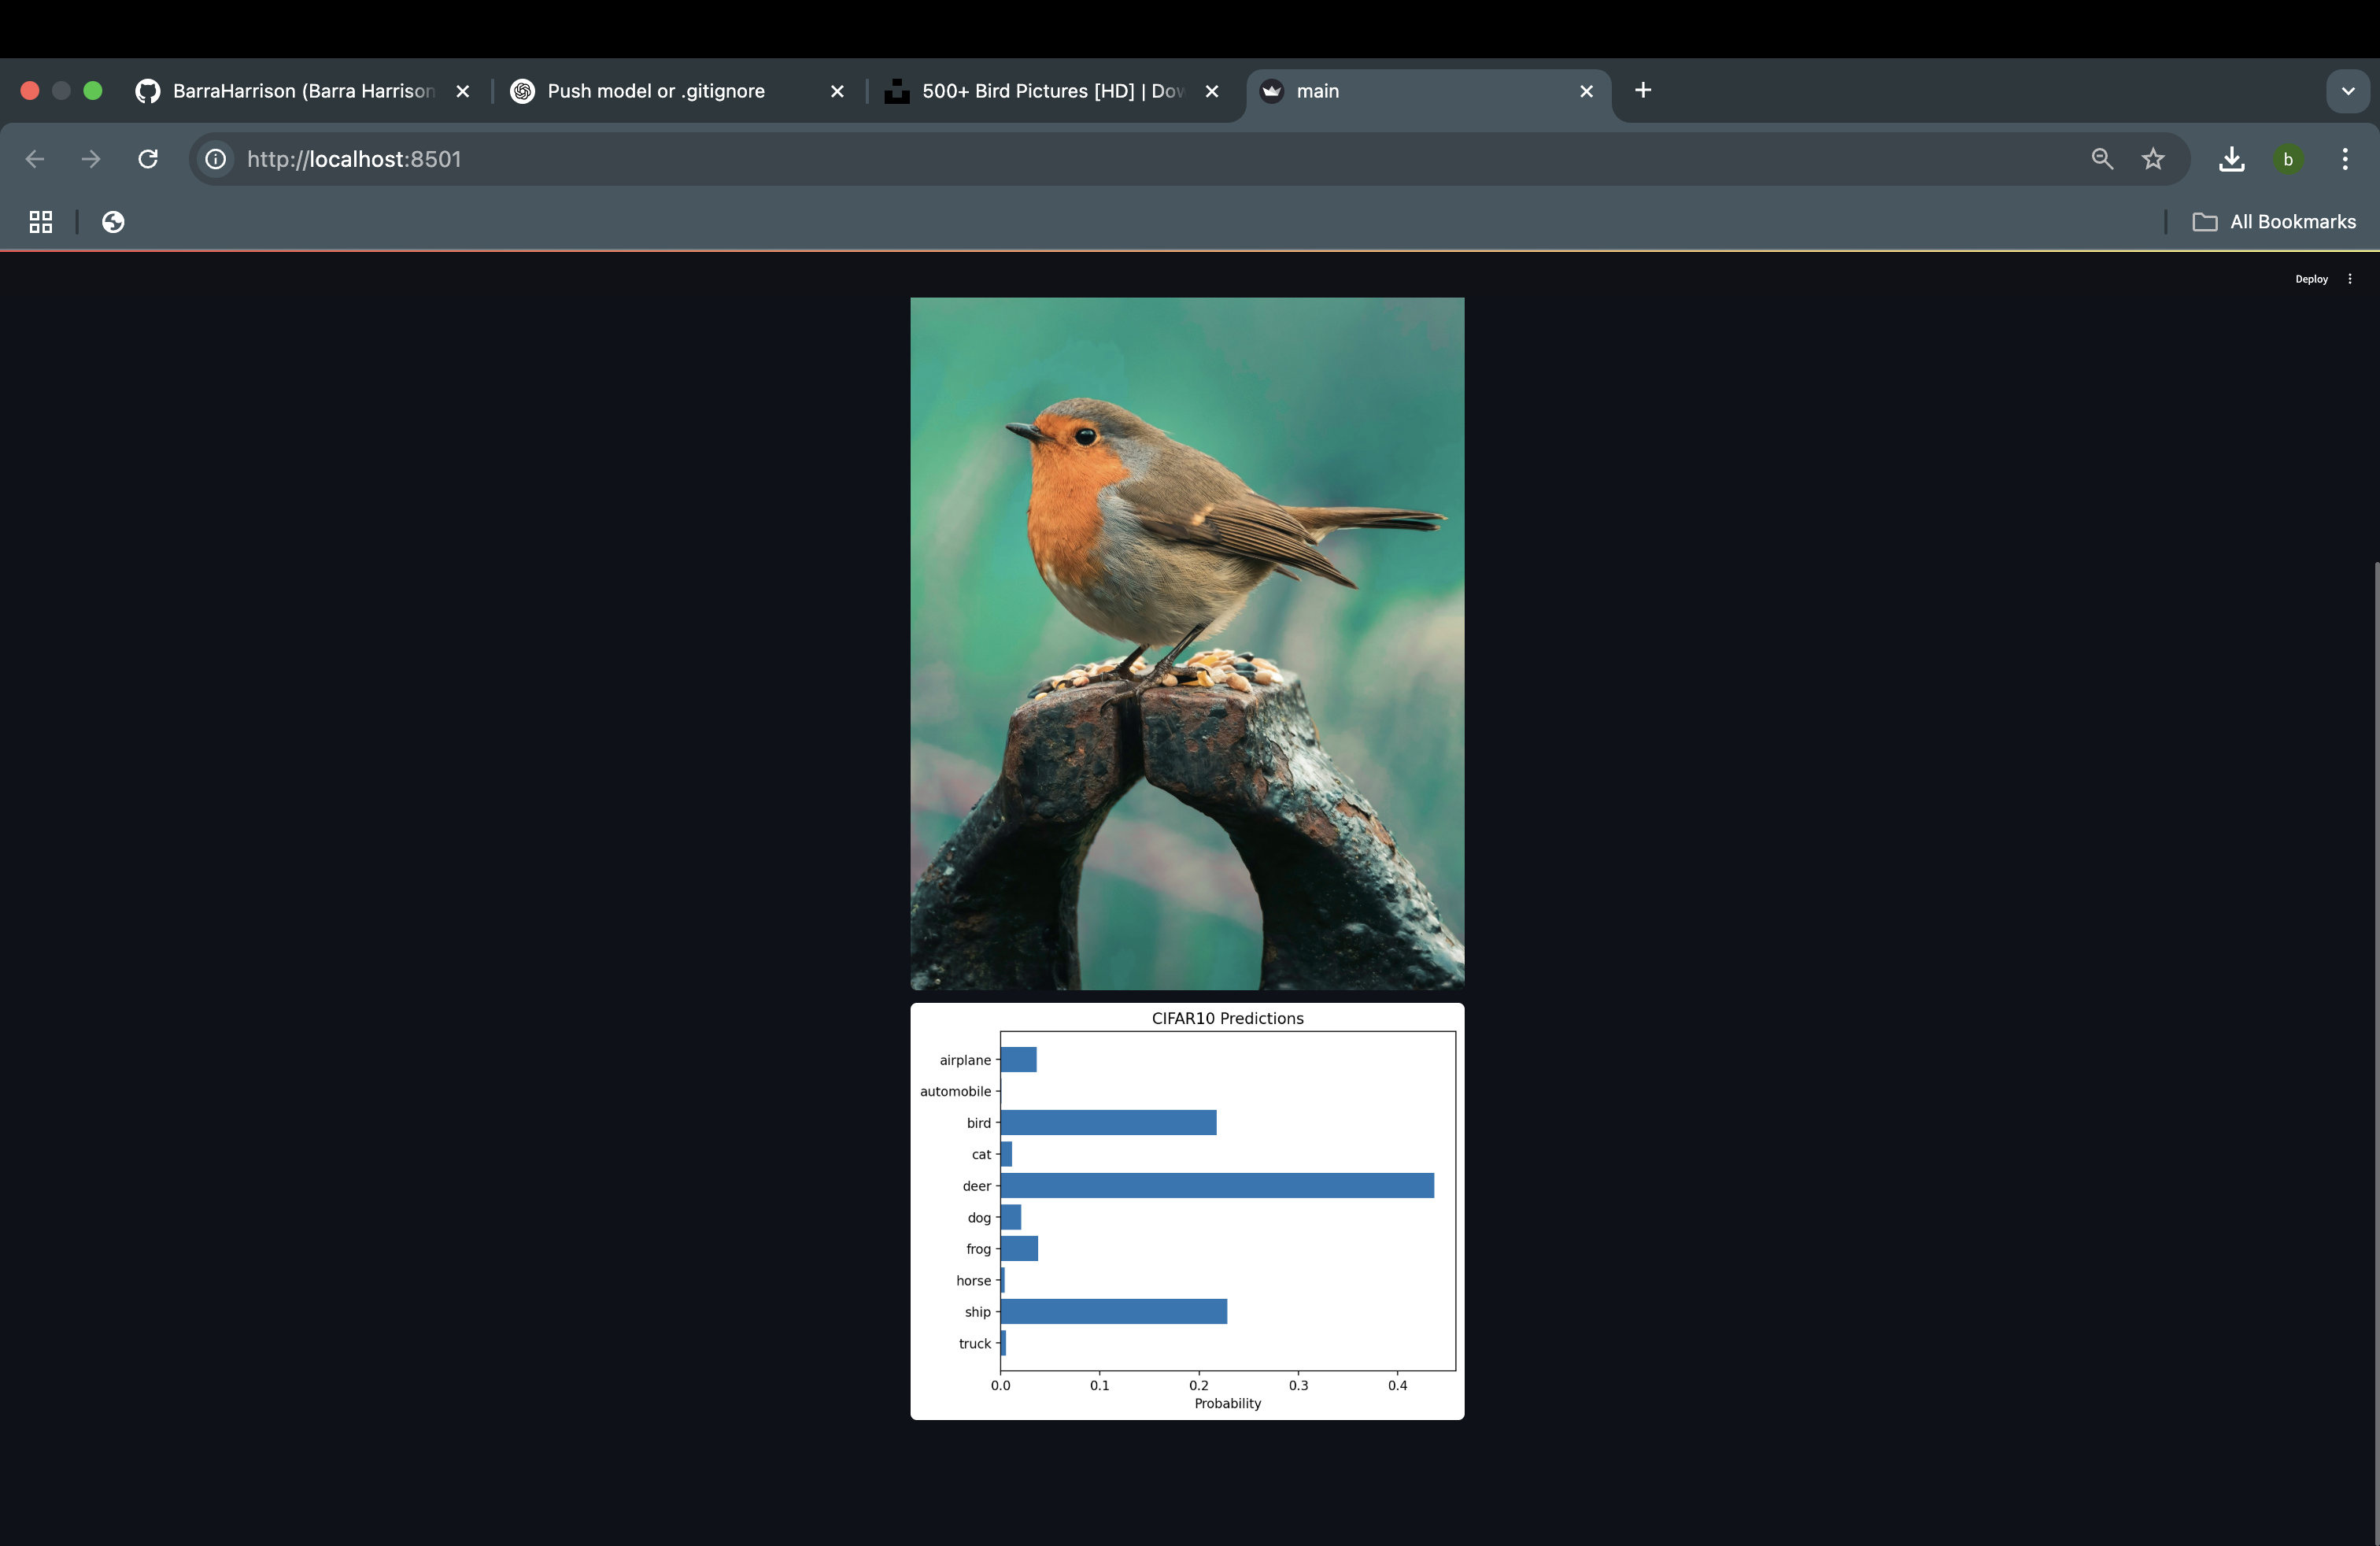 BarraHarrison (Barra Harrison
Push model or .gitignore
500+ Bird Pictures [HD] | Dow
main
http://localhost:8501
b
All Bookmarks
Deploy
CIFAR10 Predictions
airplane
automobile
bird
cat
deer
dog
frog
horse
ship
truck
0.0 0.1 0.2 0.3 0.4
Probability